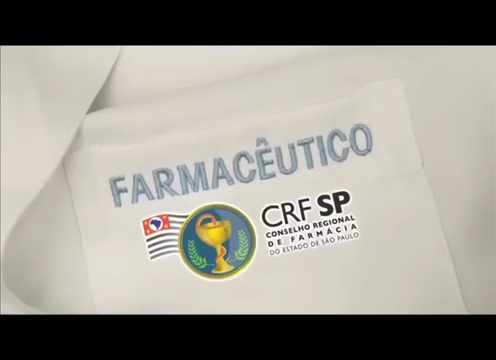 FARMACÊUTICO
CRF SP
CONSELHO REGIONAL
DE FARMÁCIA
DO ESTADO DE SÃO PAULO